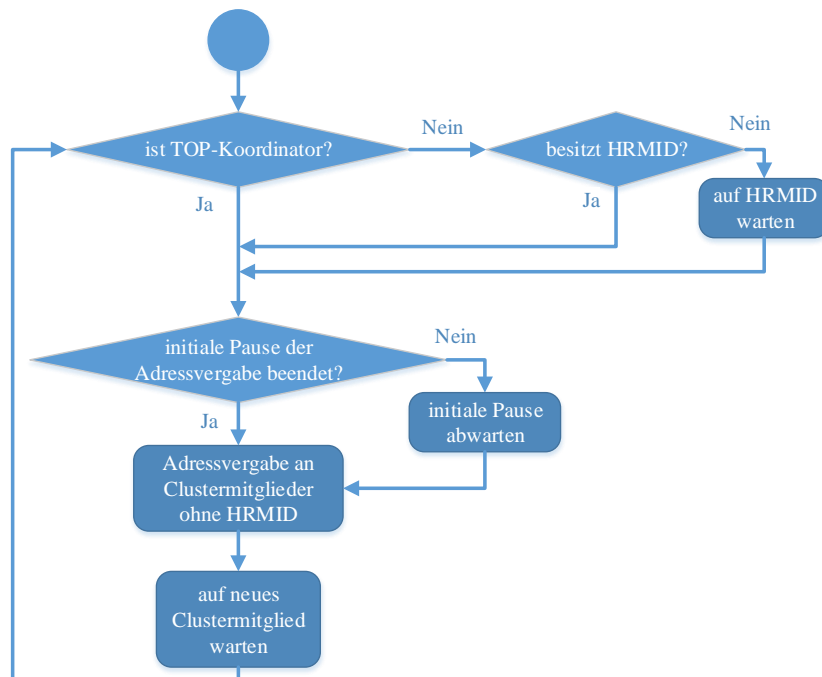 ist TOP-Koordinator?
Nein
besitzt HRMID?
Nein
Ja
Ja
auf HRMID
warten
initiale Pause der
Adressvergabe beendet?
Nein
initiale Pause
abwarten
Ja
Adressvergabe an
Clustermitglieder
ohne HRMID
auf neues
Clustermitglied
warten